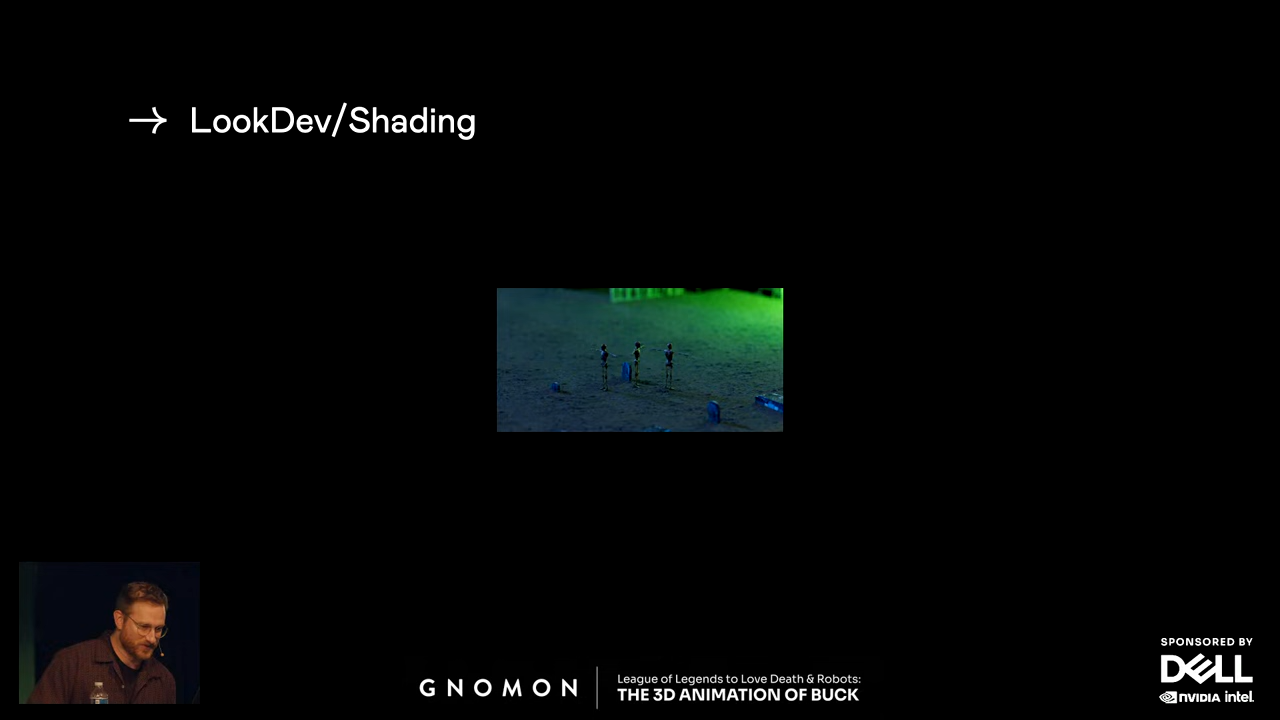 → LookDev/Shading
GNOMON
League of Legends to Love Death & Robots:
THE 3D ANIMATION OF BUCK
SPONSORED BY
DELL
NVIDIA intel.